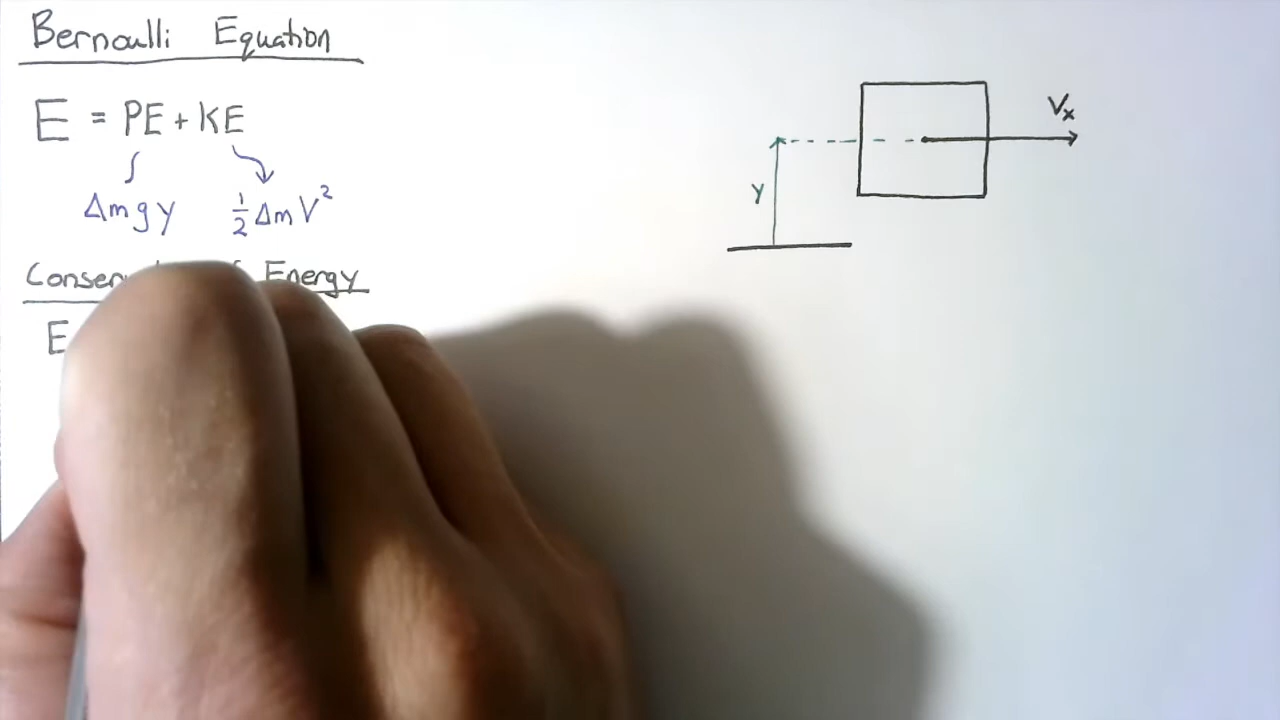 Bernoulli Equation
E = PE + KE
Δmgy ½ΔmV²
Energy
E
Vx
y